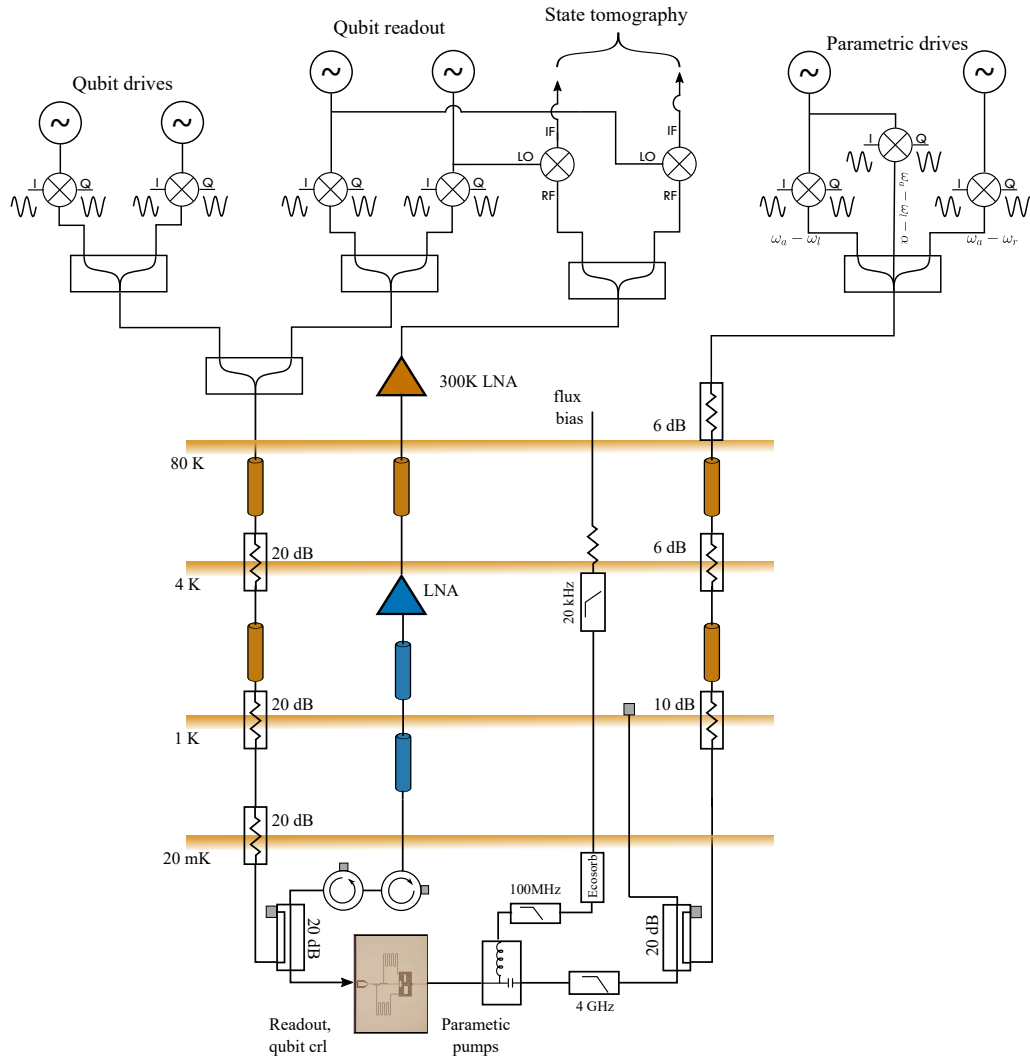 State tomography
Qubit readout
Parametric drives
Qubit drives
~
~
~
~
~
~
IF
IF
LO
LO
RF
RF
I
Q
I
Q
I
Q
I
Q
I
Q
I
Q
I
Q
ω_a − ω_l
ω_a − ω_l − α
ω_a − ω_r
300K LNA
flux
bias
6 dB
80 K
20 dB
6 dB
4 K
LNA
20 kHz
20 dB
10 dB
1 K
20 dB
20 mK
Ecosorb
100MHz
20 dB
20 dB
4 GHz
Readout,
qubit crl
Parametic
pumps